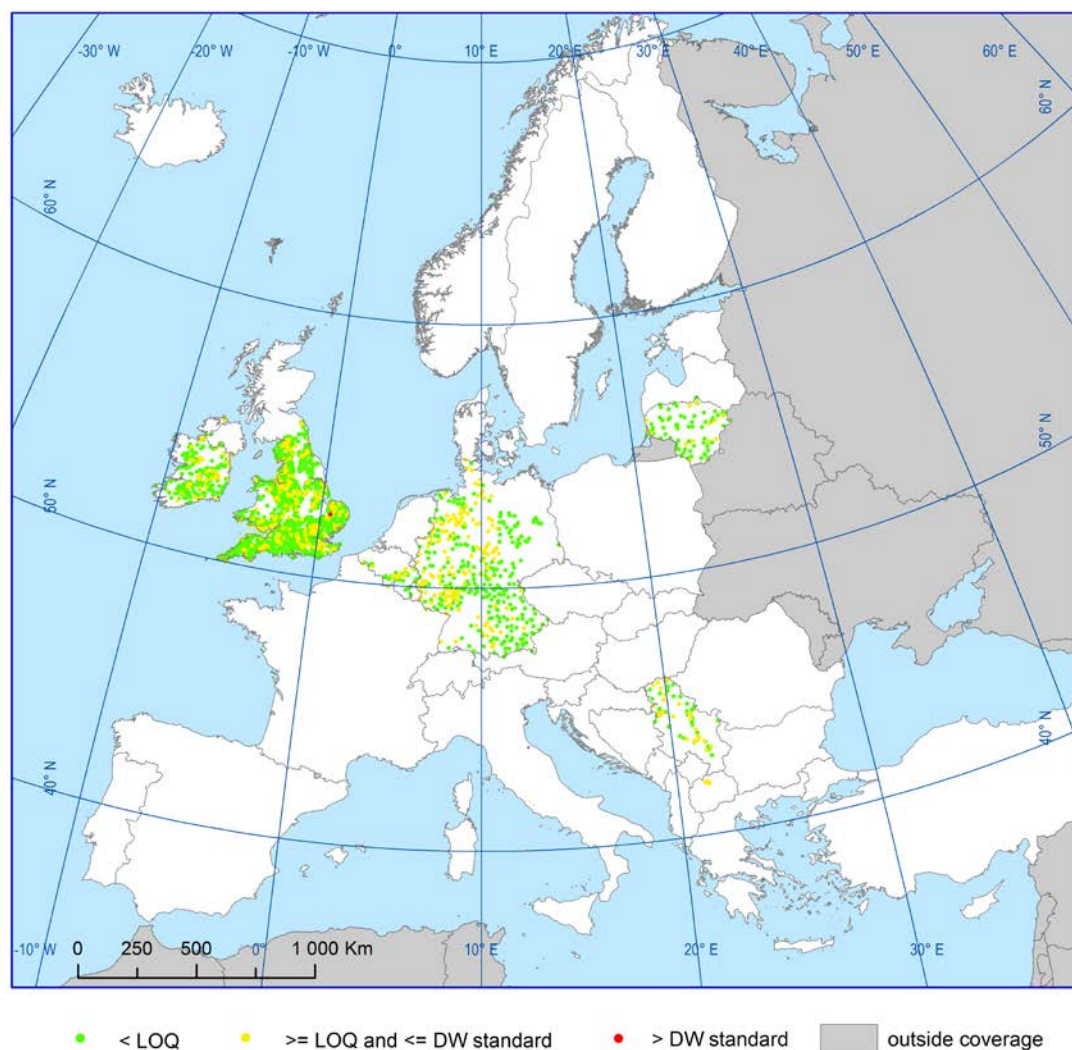 -30° W -20° W -10° W 0° 10° E 20° E 30° E 40° E 50° E 60° E
60° N
60° N
50° N
50° N
40° N
40° N
-10° W 0° 10° E 20° E 30° E
0 250 500 1 000 Km
< LOQ >= LOQ and <= DW standard > DW standard outside coverage